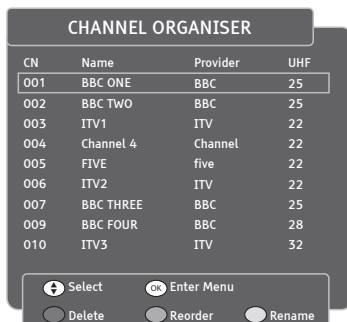 CHANNEL ORGANISER
CN Name Provider UHF
001 BBC ONE BBC 25
002 BBC TWO BBC 25
003 ITV1 ITV 22
004 Channel 4 Channel 22
005 FIVE five 22
006 ITV2 ITV 22
007 BBC THREE BBC 25
009 BBC FOUR BBC 28
010 ITV3 ITV 32
Select OK Enter Menu
Delete Reorder Rename